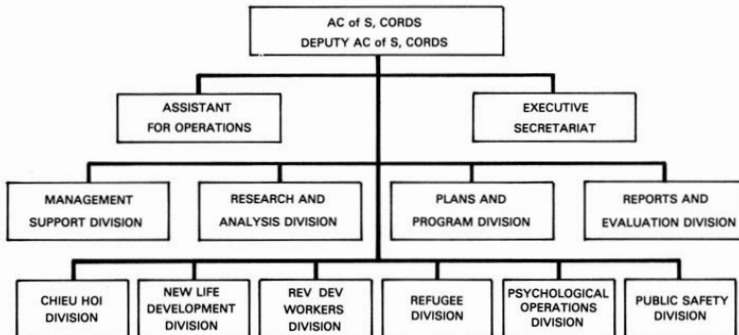 AC of S, CORDS
DEPUTY AC of S, CORDS
ASSISTANT
FOR OPERATIONS
EXECUTIVE
SECRETARIAT
MANAGEMENT
SUPPORT DIVISION
RESEARCH AND
ANALYSIS DIVISION
PLANS AND
PROGRAM DIVISION
REPORTS AND
EVALUATION DIVISION
CHIEU HOI
DIVISION
NEW LIFE
DEVELOPMENT
DIVISION
REV DEV
WORKERS
DIVISION
REFUGEE
DIVISION
PSYCHOLOGICAL
OPERATIONS
DIVISION
PUBLIC SAFETY
DIVISION